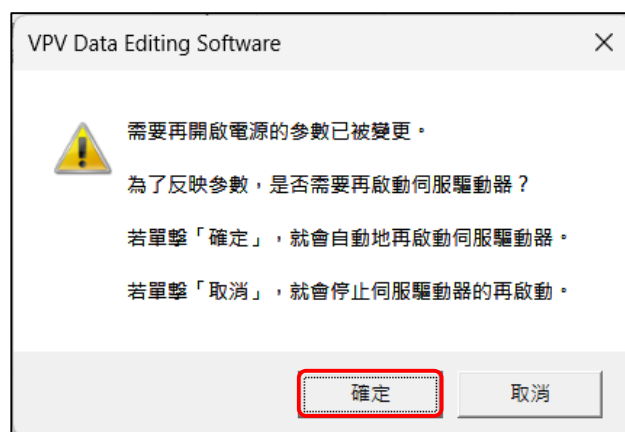 VPV Data Editing Software
需要再開啟電源的參數已被變更。
為了反映參數，是否需要再啟動伺服驅動器？
若單擊「確定」，就會自動地再啟動伺服驅動器。
若單擊「取消」，就會停止伺服驅動器的再啟動。
確定
取消